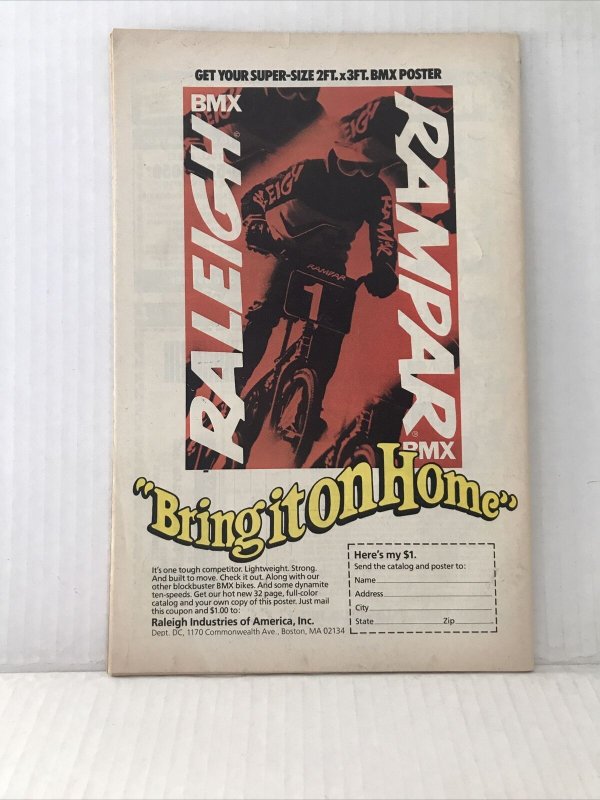 GET YOUR SUPER-SIZE 2FT. x 3FT. BMX POSTER
BMX
RALEIGH®
RAMPAR®
BMX
RALEIGH
RAMPAR
RAMPAR
1
"Bring it on Home"
It's one tough competitor. Lightweight. Strong.
And built to move. Check it out. Along with our
other blockbuster BMX bikes. And some dynamite
ten-speeds. Get our hot new 32 page, full-color
catalog and your own copy of this poster. Just mail
this coupon and $1.00 to:
Raleigh Industries of America, Inc.
Dept. DC, 1170 Commonwealth Ave., Boston, MA 02134
Here's my $1.
Send the catalog and poster to:
Name
Address
City
State Zip